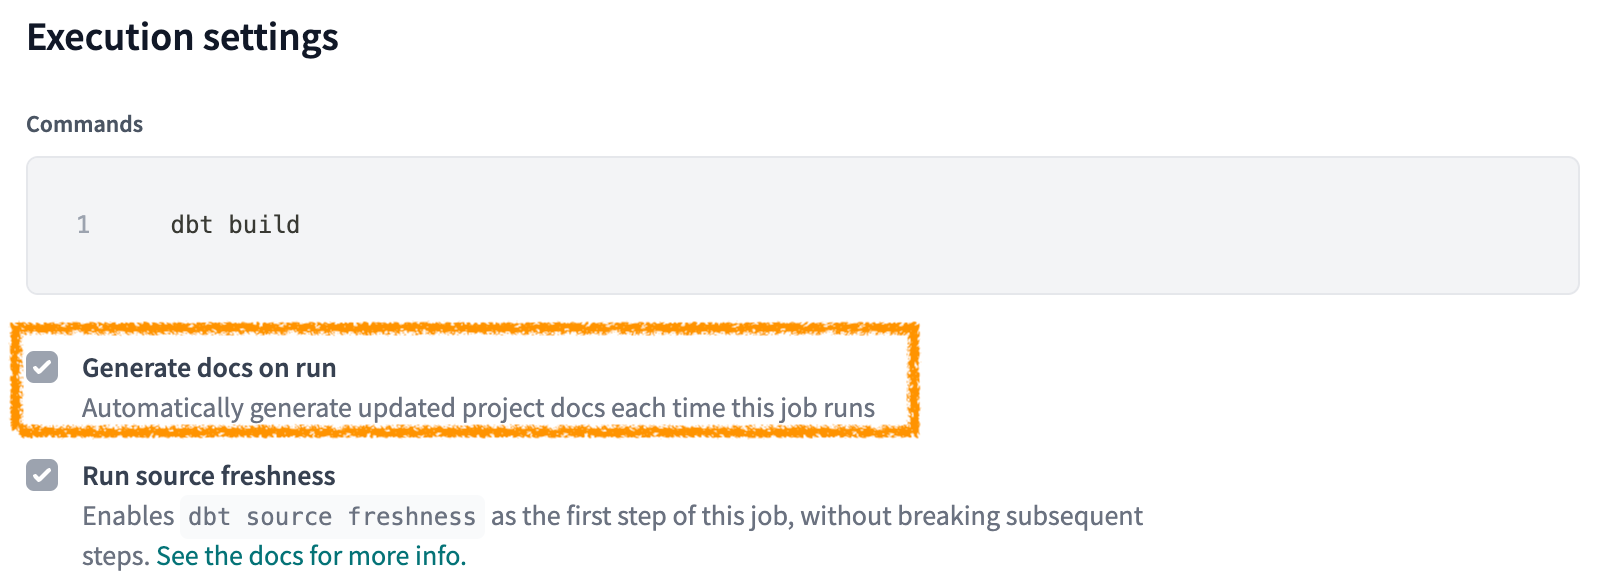 Execution settings
Commands
1 dbt build
Generate docs on run
Automatically generate updated project docs each time this job runs
Run source freshness
Enables dbt source freshness as the first step of this job, without breaking subsequent
steps. See the docs for more info.